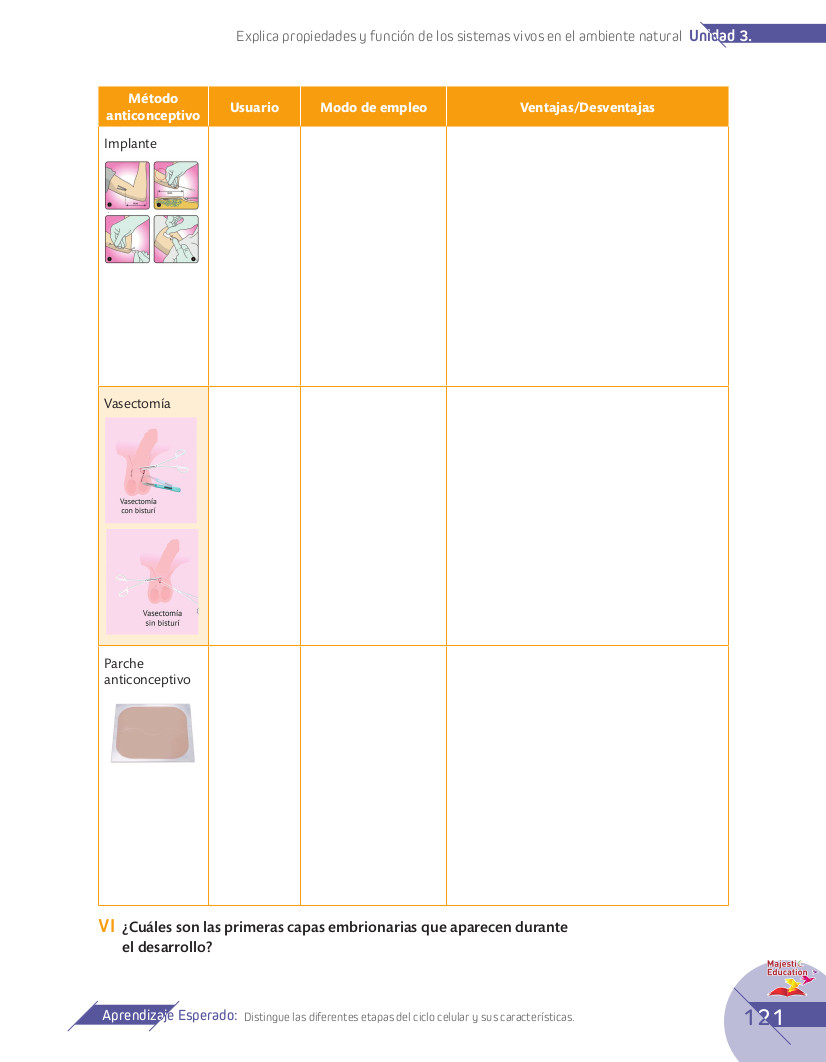 Explica propiedades y función de los sistemas vivos en el ambiente natural Unidad 3.
Método
anticonceptivo
Usuario
Modo de empleo
Ventajas/Desventajas
Implante
Vasectomía
Vasectomía
con bisturí
Vasectomía
sin bisturí
Parche
anticonceptivo
VI ¿Cuáles son las primeras capas embrionarias que aparecen durante
el desarrollo?
Majestic
Education
Aprendizaje Esperado: Distingue las diferentes etapas del ciclo celular y sus características.
121